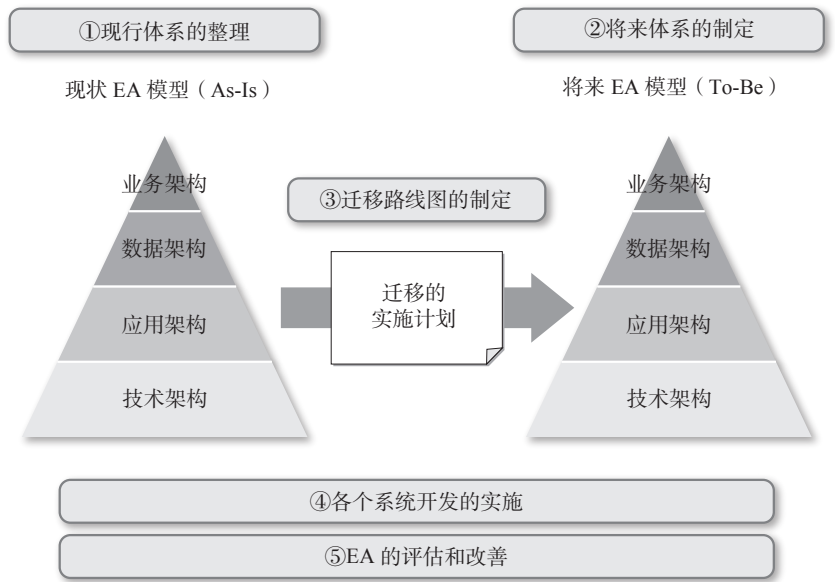 ①现行体系的整理
②将来体系的制定
现状 EA 模型（As-Is）
将来 EA 模型（To-Be）
业务架构
数据架构
应用架构
技术架构
③迁移路线图的制定
迁移的
实施计划
业务架构
数据架构
应用架构
技术架构
④各个系统开发的实施
⑤EA 的评估和改善